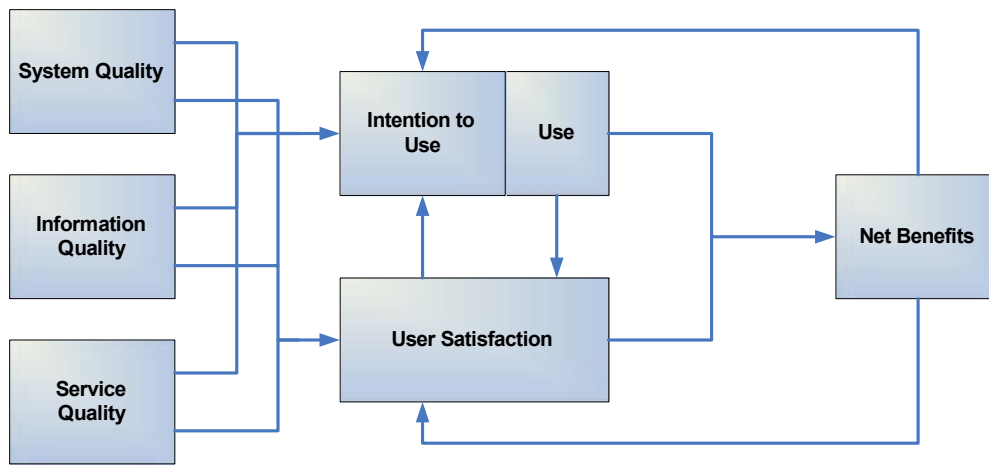 System Quality
Information
Quality
Service
Quality
Intention to
Use
Use
User Satisfaction
Net Benefits